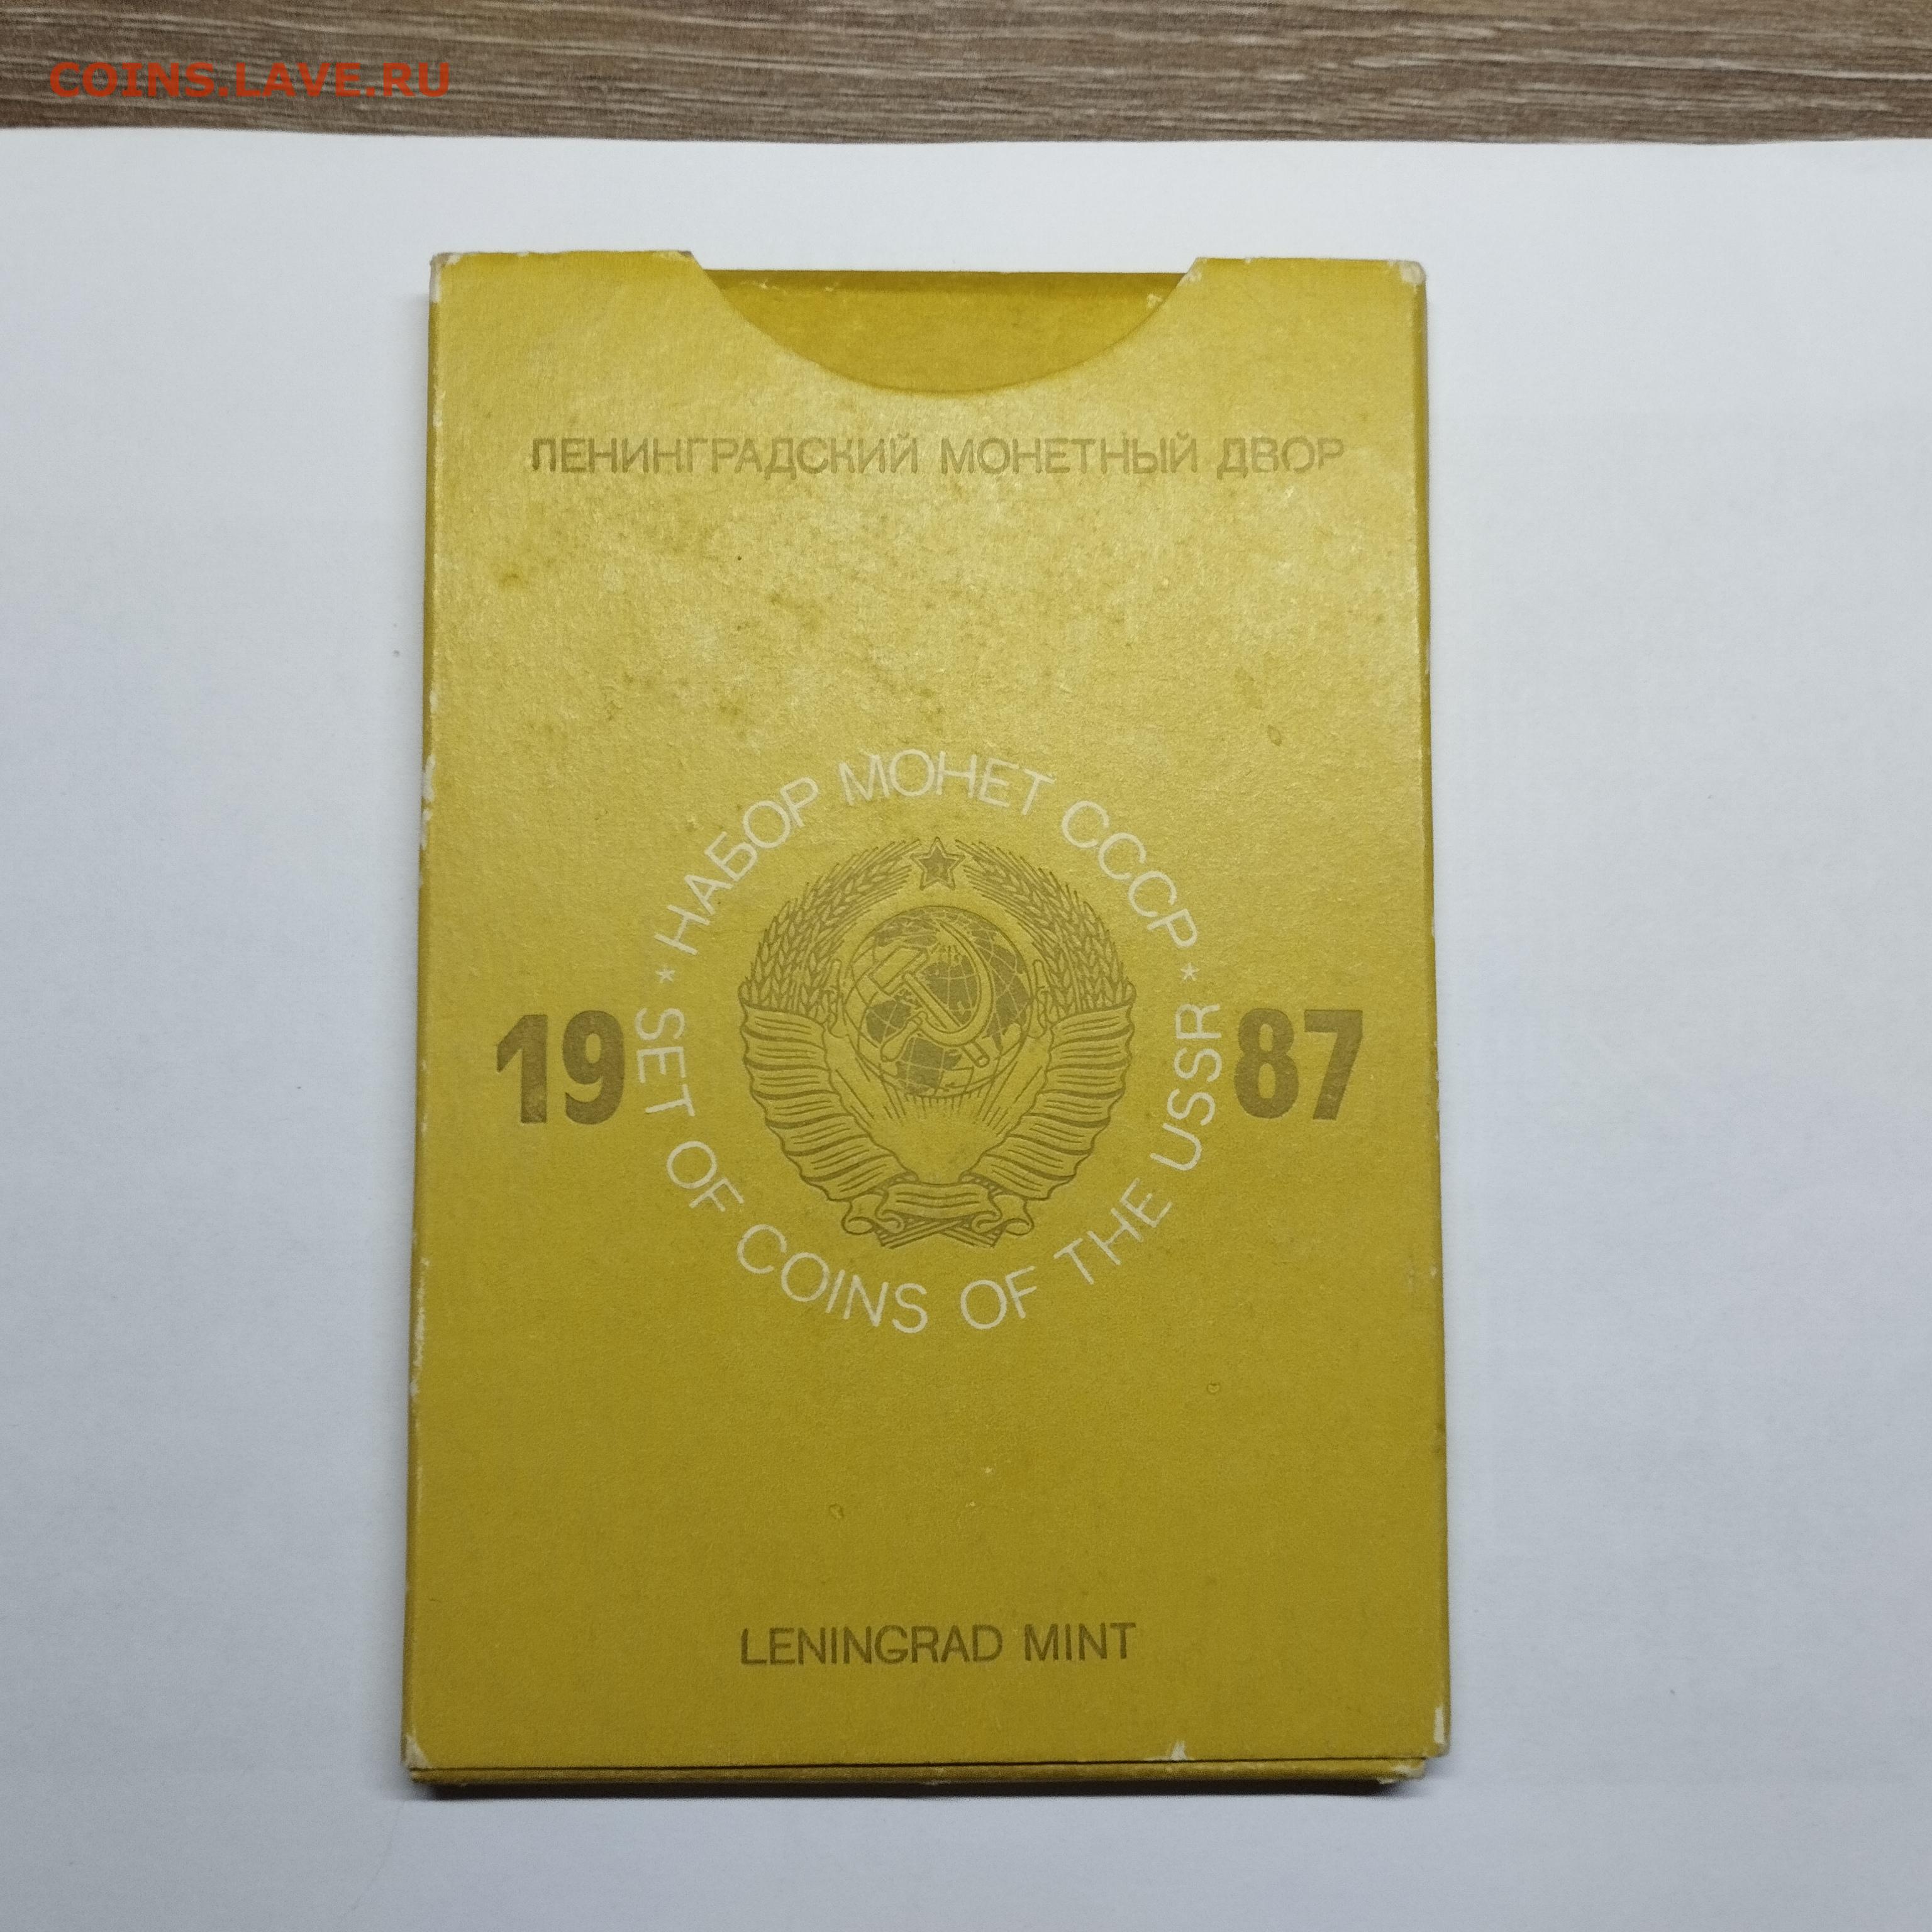 COINS.LAVE.RU
ЛЕНИНГРАДСКИЙ МОНЕТНЫЙ ДВОР
* НАБОР МОНЕТ СССР *
19 87
SET OF COINS OF THE USSR
LENINGRAD MINT